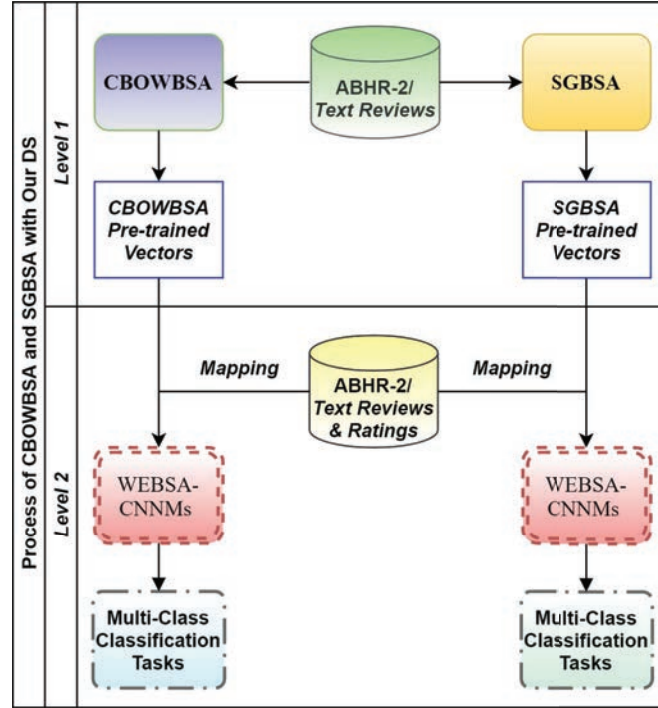 Process of CBOWBSA and SGBSA with Our DS
Level 1
CBOWBSA
ABHR-2/
Text Reviews
SGBSA
CBOWBSA
Pre-trained
Vectors
SGBSA
Pre-trained
Vectors
Level 2
Mapping
ABHR-2/
Text Reviews
& Ratings
Mapping
WEBSA-
CNNMs
WEBSA-
CNNMs
Multi-Class
Classification
Tasks
Multi-Class
Classification
Tasks